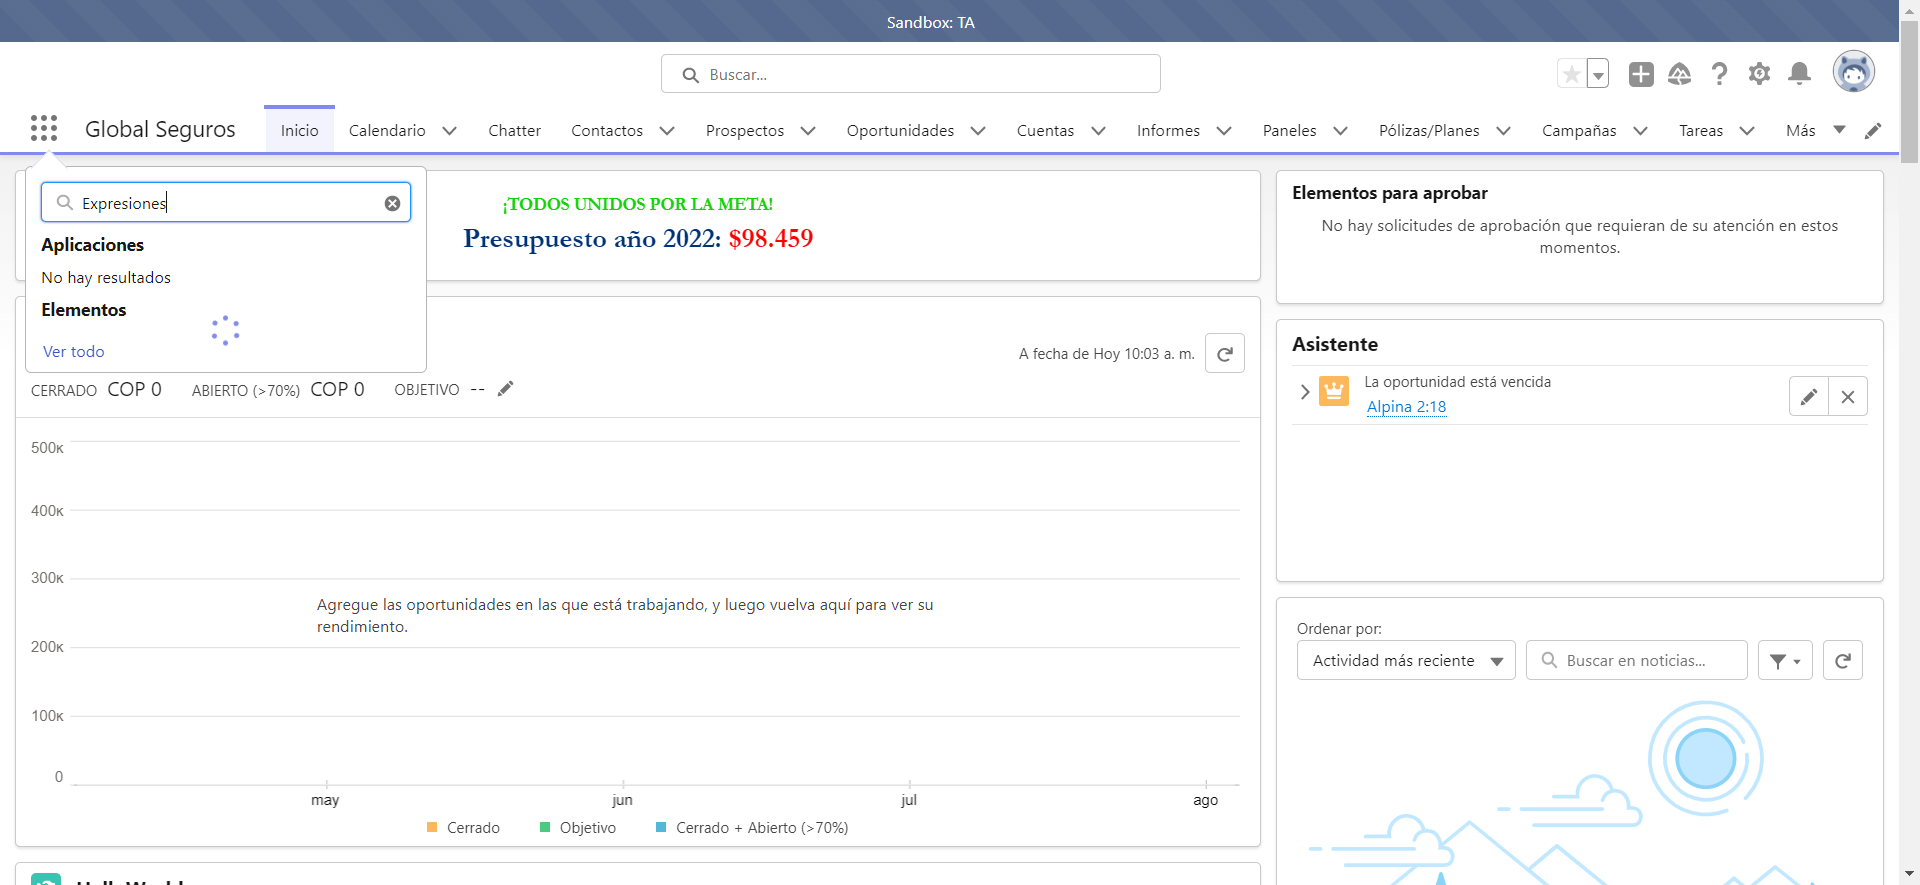 Sandbox: TA
Buscar...
Global Seguros
Inicio
Calendario
Chatter
Contactos
Prospectos
Oportunidades
Cuentas
Informes
Paneles
Pólizas/Planes
Campañas
Tareas
Más
Expresiones
Aplicaciones
No hay resultados
Elementos
Ver todo
¡TODOS UNIDOS POR LA META!
Presupuesto año 2022: $98.459
A fecha de Hoy 10:03 a. m.
CERRADO COP 0 ABIERTO (>70%) COP 0 OBJETIVO --
500K
400K
300K
200K
100K
0
Agregue las oportunidades en las que está trabajando, y luego vuelva aquí para ver su
rendimiento.
may jun jul ago
Cerrado Objetivo Cerrado + Abierto (>70%)
Elementos para aprobar
No hay solicitudes de aprobación que requieran de su atención en estos
momentos.
Asistente
La oportunidad está vencida
Alpina 2:18
Ordenar por:
Actividad más reciente
Buscar en noticias...